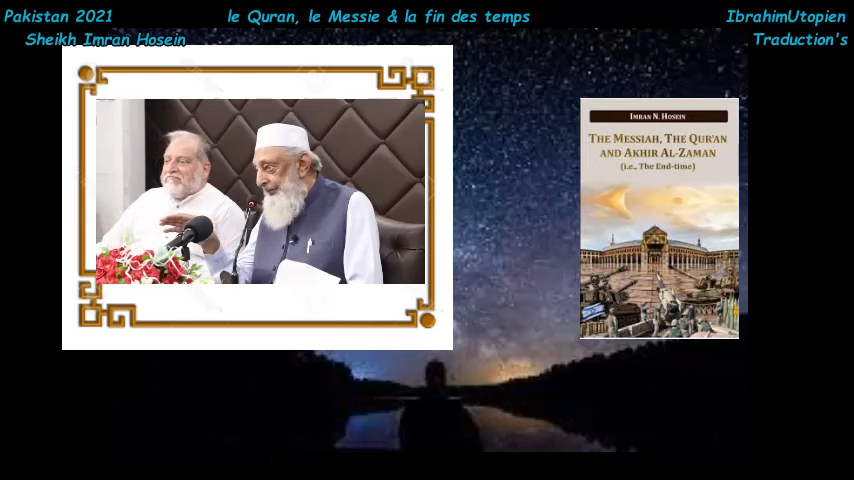 Pakistan 2021
le Quran, le Messie & la fin des temps
IbrahimUtopien
Sheikh Imran Hosein
Traduction's
IMRAN N. HOSEIN
THE MESSIAH, THE QUR'AN
AND AKHIR AL-ZAMAN
(i.e., The End-time)